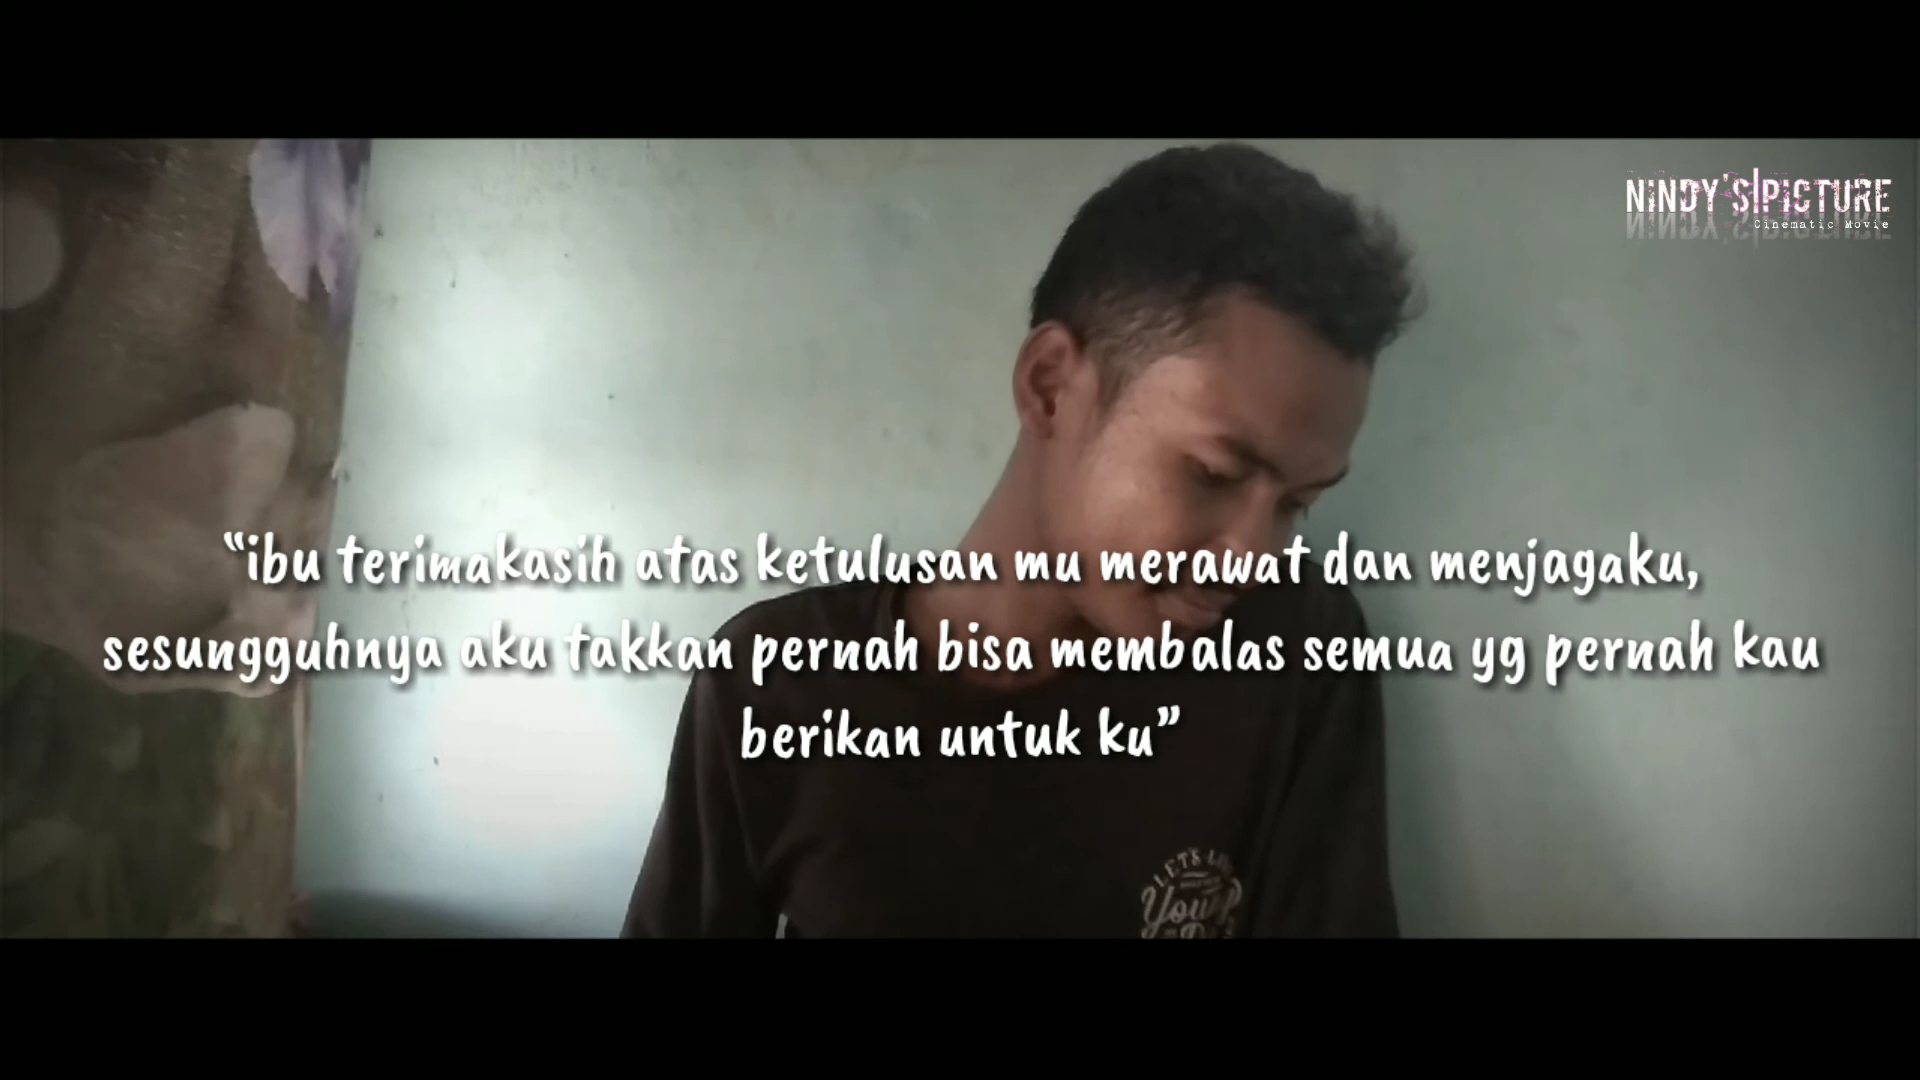 NINDY'S|PICTURE
Cinematic Movie
“ibu terimakasih atas ketulusan mu merawat dan menjagaku,
sesungguhnya aku takkan pernah bisa membalas semua yg pernah kau
berikan untuk ku”
LET'S